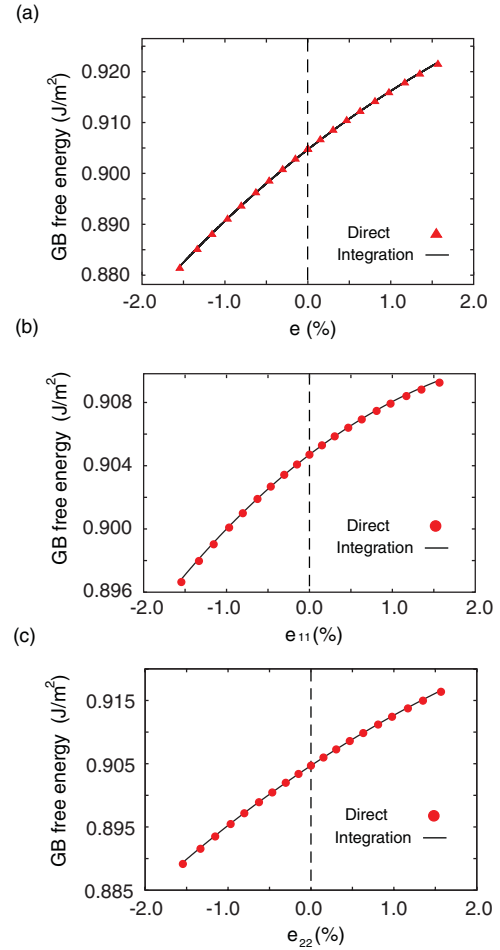 (a)
GB free energy (J/m²)
0.920
0.910
0.900
0.890
0.880
Direct
Integration
-2.0 -1.0 0.0 1.0 2.0
e (%)
(b)
GB free energy (J/m²)
0.908
0.904
0.900
0.896
Direct
Integration
-2.0 -1.0 0.0 1.0 2.0
e₁₁(%)
(c)
GB free energy (J/m²)
0.915
0.905
0.895
0.885
Direct
Integration
-2.0 -1.0 0.0 1.0 2.0
e₂₂(%)